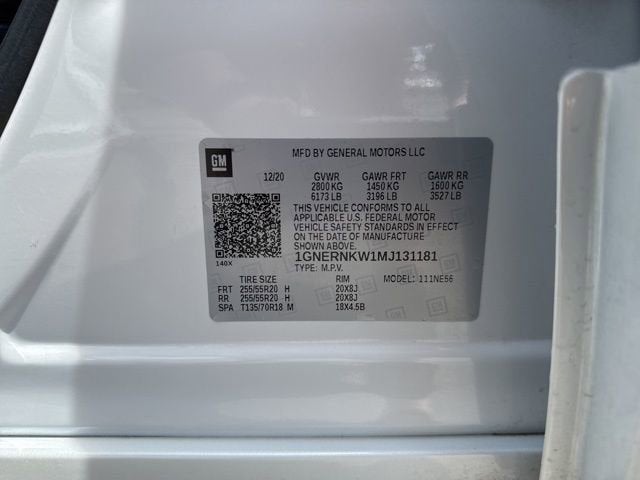 GM
MFD BY GENERAL MOTORS LLC
12/20 GVWR GAWR FRT GAWR RR
2800 KG 1450 KG 1600 KG
6173 LB 3196 LB 3527 LB
THIS VEHICLE CONFORMS TO ALL
APPLICABLE U.S. FEDERAL MOTOR
VEHICLE SAFETY STANDARDS IN EFFECT
ON THE DATE OF MANUFACTURE
SHOWN ABOVE.
1GNERNKW1MJ131181
140X TYPE: M.P.V.
TIRE SIZE RIM MODEL: 111NE56
FRT 255/55R20 H 20X8J
RR 255/55R20 H 20X8J
SPA T135/70R18 M 18X4.5B